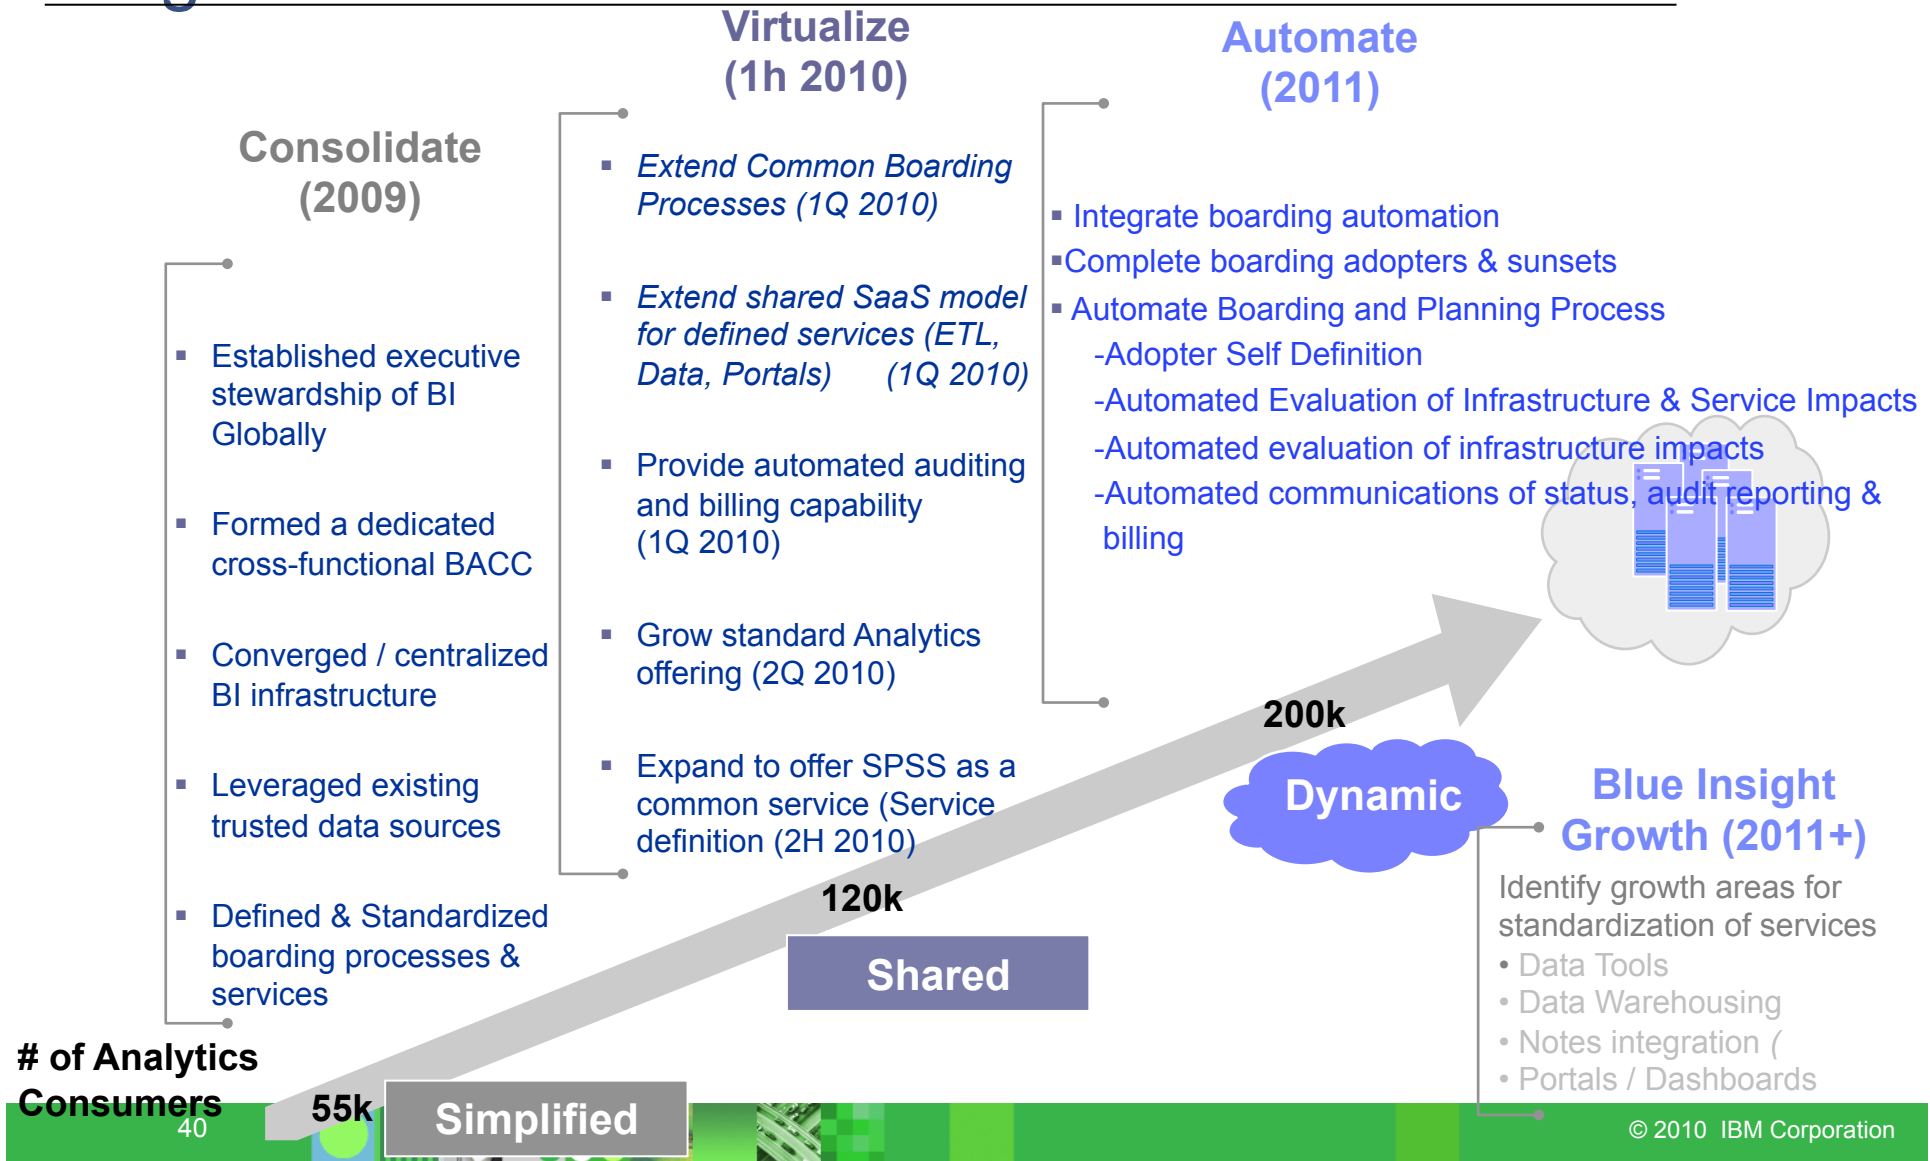 Consolidate
(2009)
▪ Established executive
stewardship of BI
Globally
▪ Formed a dedicated
cross-functional BACC
▪ Converged / centralized
BI infrastructure
▪ Leveraged existing
trusted data sources
▪ Defined & Standardized
boarding processes &
services
Virtualize
(1h 2010)
▪ Extend Common Boarding
Processes (1Q 2010)
▪ Extend shared SaaS model
for defined services (ETL,
Data, Portals) (1Q 2010)
▪ Provide automated auditing
and billing capability
(1Q 2010)
▪ Grow standard Analytics
offering (2Q 2010)
▪ Expand to offer SPSS as a
common service (Service
definition (2H 2010)
Automate
(2011)
▪ Integrate boarding automation
▪Complete boarding adopters & sunsets
▪ Automate Boarding and Planning Process
-Adopter Self Definition
-Automated Evaluation of Infrastructure & Service Impacts
-Automated evaluation of infrastructure impacts
-Automated communications of status, audit reporting &
billing
200k
Dynamic
Blue Insight
Growth (2011+)
Identify growth areas for
standardization of services
• Data Tools
• Data Warehousing
• Notes integration (
• Portals / Dashboards
120k
Shared
# of Analytics
Consumers
55k
Simplified
40
© 2010 IBM Corporation